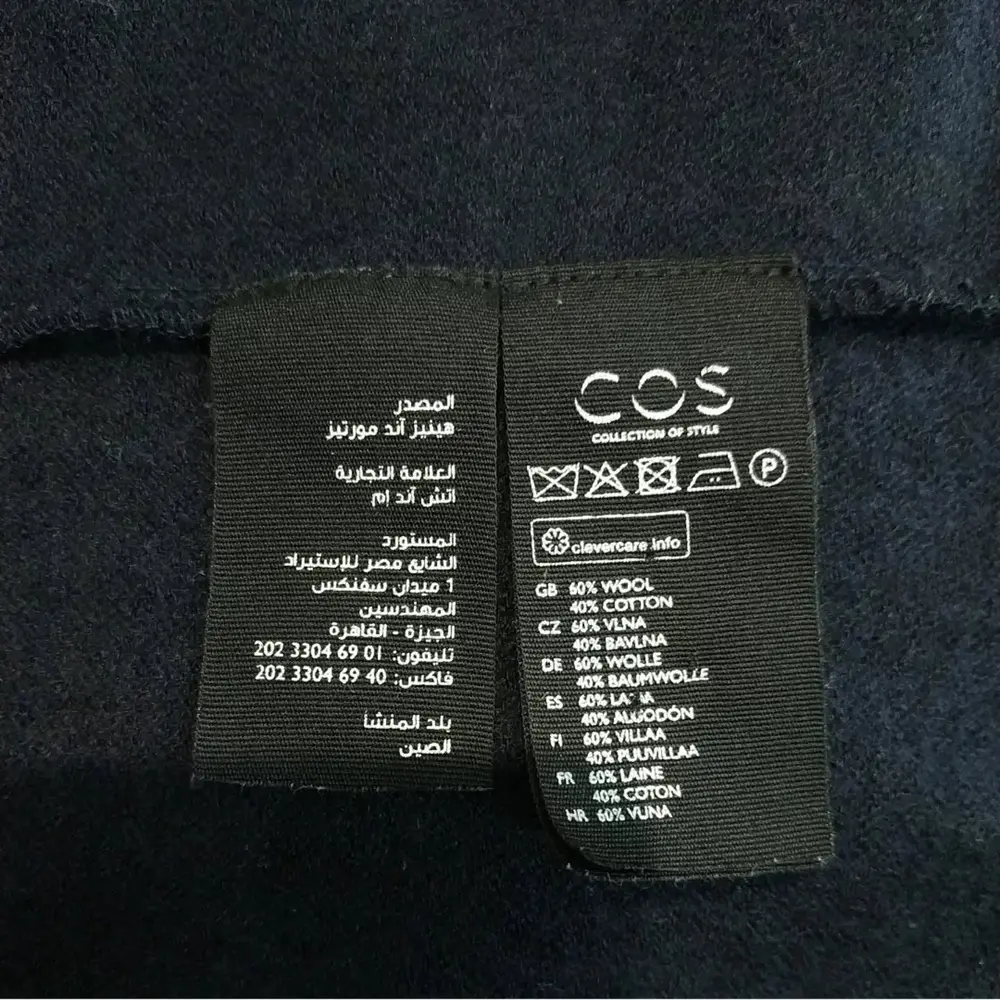 المصدر
هينيز آند مورتيز
العلامة التجارية
اتش آند إم
المستورد
الشايع مصر للإستيراد
1 ميدان سفنكس
المهندسين
الجيزة - القاهرة
تليفون: 01 69 3304 202
فاكس: 40 69 3304 202
بلد المنشأ
الصين
COS
COLLECTION OF STYLE
P
clevercare.info
GB 60% WOOL
40% COTTON
CZ 60% VLNA
40% BAVLNA
DE 60% WOLLE
40% BAUMWOLLE
ES 60%
40% ALGODÓN
FI 60% VILLAA
40% PUUVILLAA
FR 60% LAINE
40% COTON
HR 60% VUNA